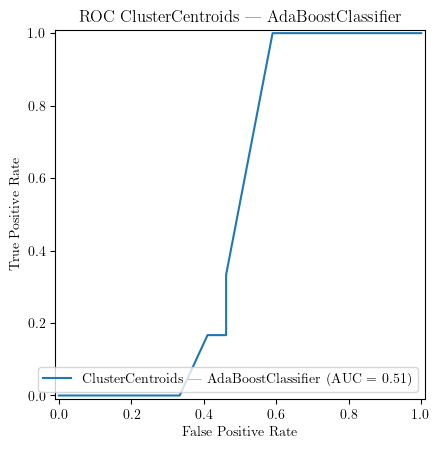 ROC ClusterCentroids — AdaBoostClassifier
1.0
0.8
0.6
0.4
0.2
0.0
True Positive Rate
ClusterCentroids — AdaBoostClassifier (AUC = 0.51)
0.0 0.2 0.4 0.6 0.8 1.0
False Positive Rate